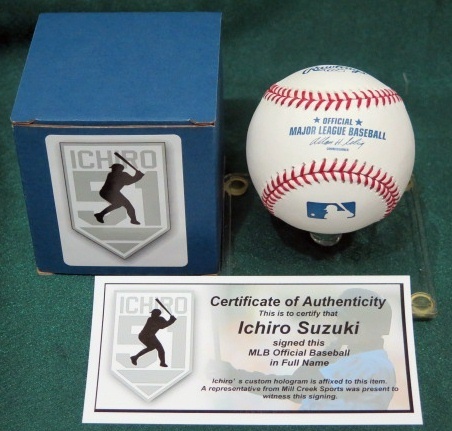 ICHIRO
51
Rawlings
★ OFFICIAL ★
MAJOR LEAGUE BASEBALL
ICHIRO
51
Certificate of Authenticity
This is to certify that
Ichiro Suzuki
signed this
MLB Official Baseball
in Full Name
Ichiro' s custom hologram is affixed to this item.
A representative from Mill Creek Sports was present to
witness this signing.